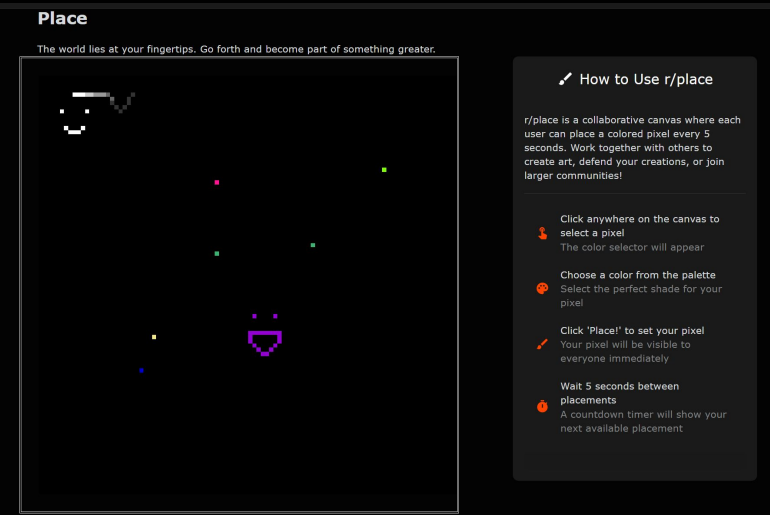 Place
The world lies at your fingertips. Go forth and become part of something greater.
How to Use r/place
r/place is a collaborative canvas where each
user can place a colored pixel every 5
seconds. Work together with others to
create art, defend your creations, or join
larger communities!
Click anywhere on the canvas to
select a pixel
The color selector will appear
Choose a color from the palette
Select the perfect shade for your
pixel
Click 'Place!' to set your pixel
Your pixel will be visible to
everyone immediately
Wait 5 seconds between
placements
A countdown timer will show your
next available placement